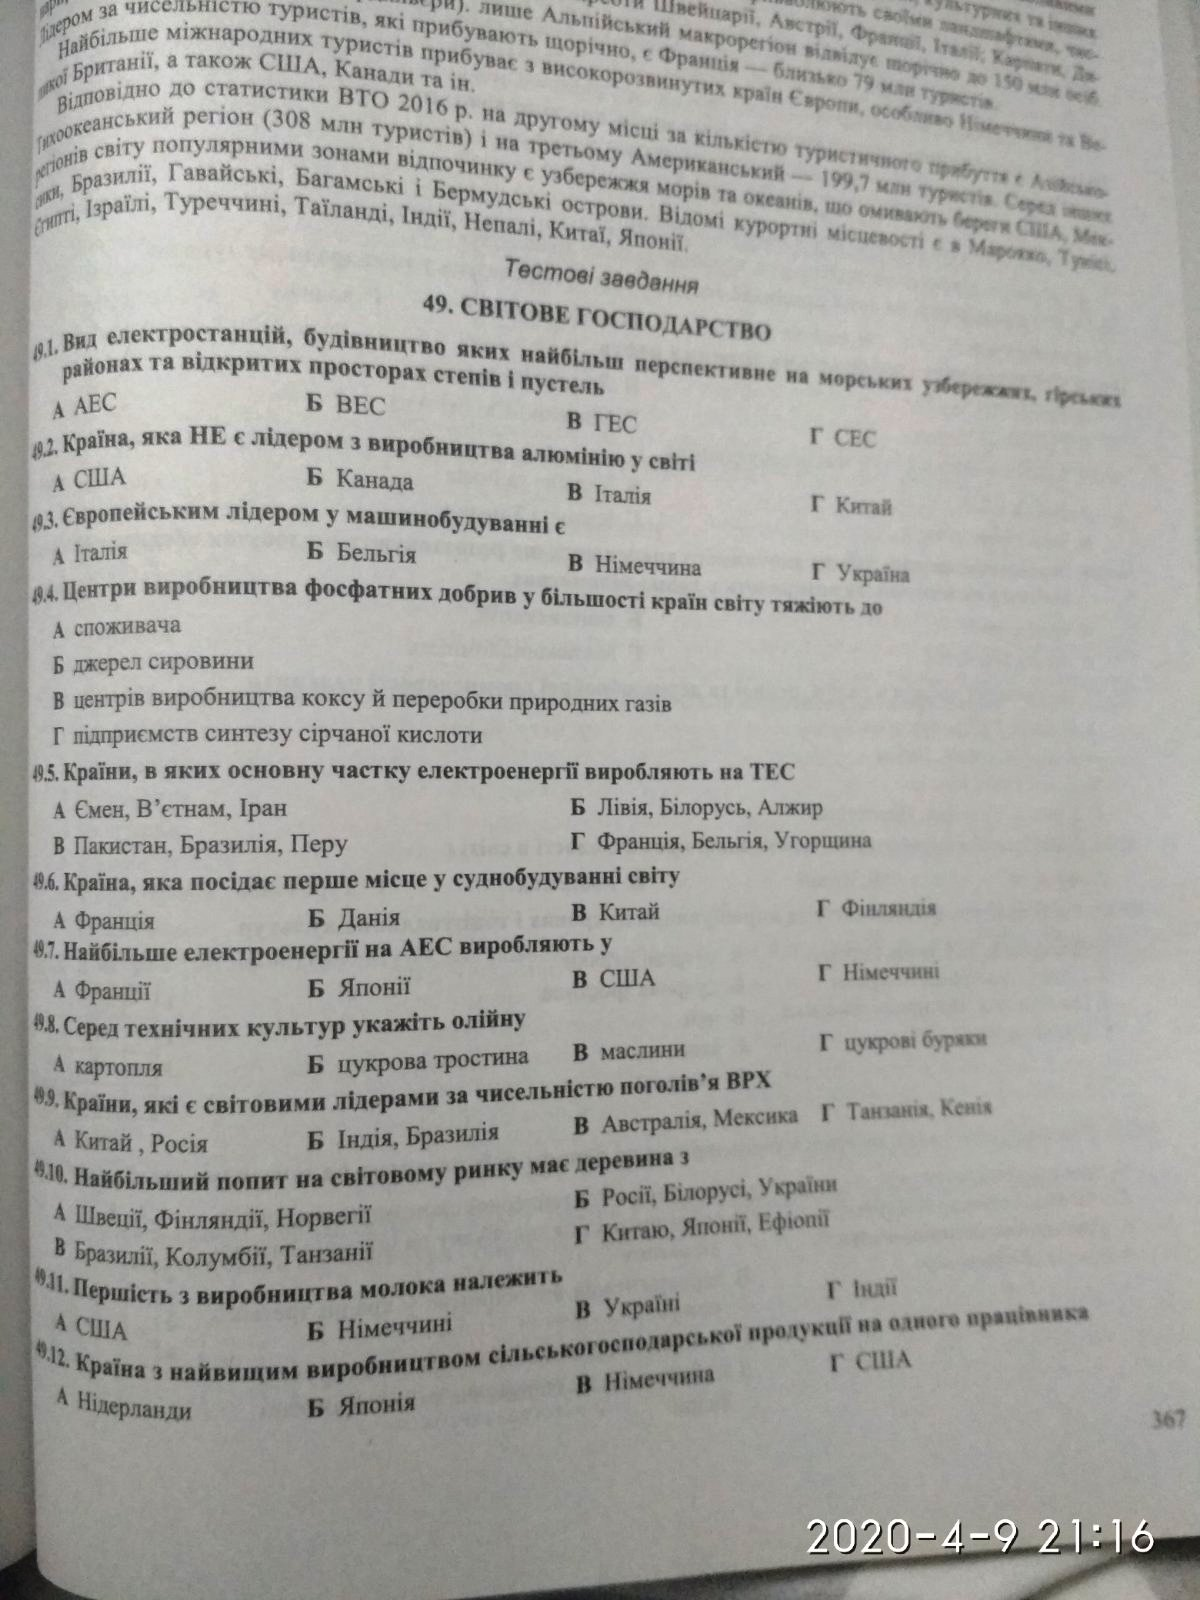 Лідером за чисельністю туристів, які прибувають щорічно, є Франція — близько 79 млн туристів.
Найбільше міжнародних туристів прибуває з високорозвинутих країн Європи, особливо Німеччини та Ве-
ликої Британії, а також США, Канади та ін.
Відповідно до статистики ВТО 2016 р. на другому місці за кількістю туристичного прибуття є Азійсько-
Тихоокеанський регіон (308 млн туристів) і на третьому Американський — 199,7 млн туристів. Серед інших
регіонів світу популярними зонами відпочинку є узбережжя морів та океанів, що омивають береги США, Мек-
сики, Бразилії, Гавайські, Багамські і Бермудські острови. Відомі курортні місцевості є в Марокко, Тунісі,
Єгипті, Ізраїлі, Туреччині, Таїланді, Індії, Непалі, Китаї, Японії.
Тестові завдання
49. СВІТОВЕ ГОСПОДАРСТВО
49.1. Вид електростанцій, будівництво яких найбільш перспективне на морських узбережжях, гірських
районах та відкритих просторах степів і пустель
А АЕС Б ВЕС В ГЕС Г СЕС
49.2. Країна, яка НЕ є лідером з виробництва алюмінію у світі
А США Б Канада В Італія Г Китай
49.3. Європейським лідером у машинобудуванні є
А Італія Б Бельгія В Німеччина Г Україна
49.4. Центри виробництва фосфатних добрив у більшості країн світу тяжіють до
А споживача
Б джерел сировини
В центрів виробництва коксу й переробки природних газів
Г підприємств синтезу сірчаної кислоти
49.5. Країни, в яких основну частку електроенергії виробляють на ТЕС
А Ємен, В’єтнам, Іран Б Лівія, Білорусь, Алжир
В Пакистан, Бразилія, Перу Г Франція, Бельгія, Угорщина
49.6. Країна, яка посідає перше місце у суднобудуванні світу
А Франція Б Данія В Китай Г Фінляндія
49.7. Найбільше електроенергії на АЕС виробляють у
А Франції Б Японії В США Г Німеччині
49.8. Серед технічних культур укажіть олійну
А картопля Б цукрова тростина В маслини Г цукрові буряки
49.9. Країни, які є світовими лідерами за чисельністю поголів’я ВРХ
А Китай , Росія Б Індія, Бразилія В Австралія, Мексика Г Танзанія, Кенія
49.10. Найбільший попит на світовому ринку має деревина з
А Швеції, Фінляндії, Норвегії Б Росії, Білорусі, України
В Бразилії, Колумбії, Танзанії Г Китаю, Японії, Ефіопії
49.11. Першість з виробництва молока належить
А США Б Німеччині В Україні Г Індії
49.12. Країна з найвищим виробництвом сільськогосподарської продукції на одного працівника
А Нідерланди Б Японія В Німеччина Г США
367
2020-4-9 21:16